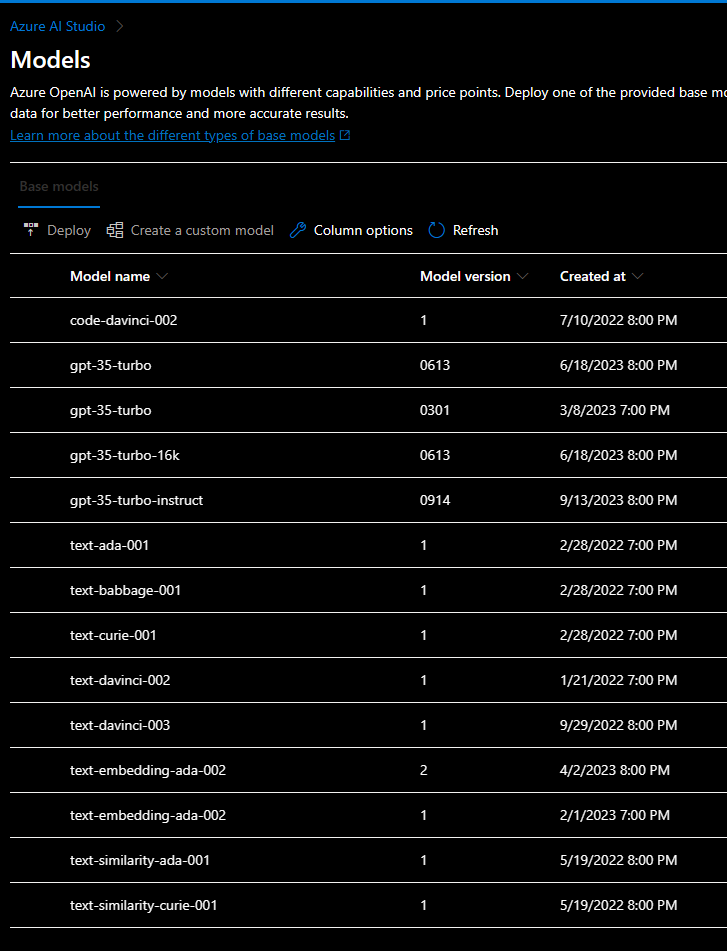 Azure AI Studio
Models
Azure OpenAI is powered by models with different capabilities and price points. Deploy one of the provided base
data for better performance and more accurate results.
Learn more about the different types of base models
Base models
Deploy Create a custom model Column options Refresh
Model name Model version Created at
code-davinci-002 1 7/10/2022 8:00 PM
gpt-35-turbo 0613 6/18/2023 8:00 PM
gpt-35-turbo 0301 3/8/2023 7:00 PM
gpt-35-turbo-16k 0613 6/18/2023 8:00 PM
gpt-35-turbo-instruct 0914 9/13/2023 8:00 PM
text-ada-001 1 2/28/2022 7:00 PM
text-babbage-001 1 2/28/2022 7:00 PM
text-curie-001 1 2/28/2022 7:00 PM
text-davinci-002 1 1/21/2022 7:00 PM
text-davinci-003 1 9/29/2022 8:00 PM
text-embedding-ada-002 2 4/2/2023 8:00 PM
text-embedding-ada-002 1 2/1/2023 7:00 PM
text-similarity-ada-001 1 5/19/2022 8:00 PM
text-similarity-curie-001 1 5/19/2022 8:00 PM